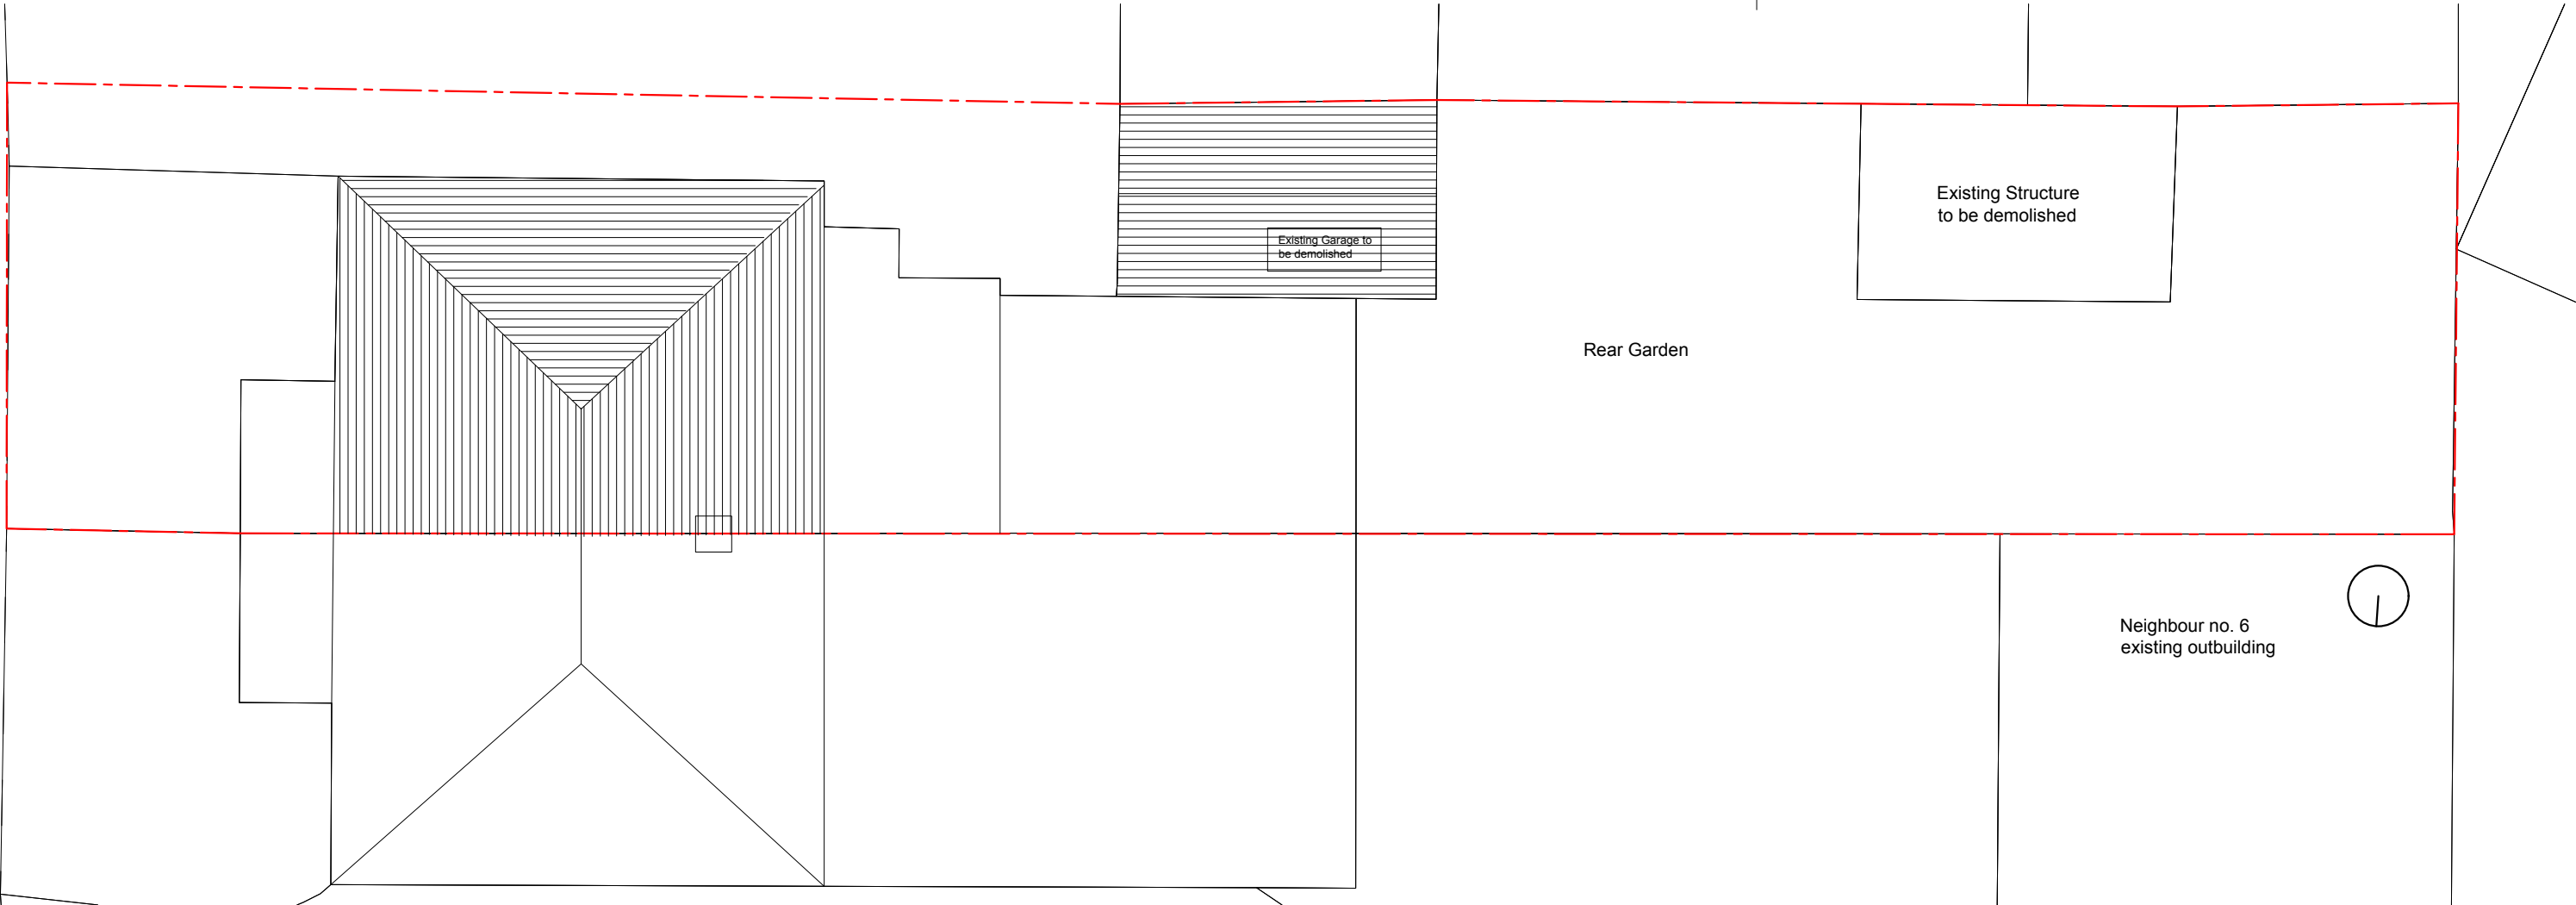 Existing Structure
to be demolished
Existing Garage to
be demolished
Rear Garden
Neighbour no. 6
existing outbuilding